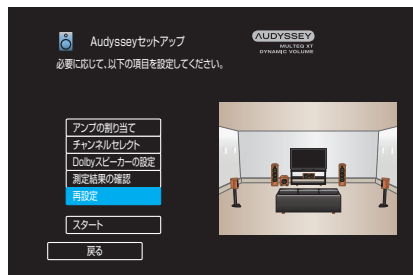 Audysseyセットアップ
AUDYSSEY
MULTEQ XT
DYNAMIC VOLUME
必要に応じて、以下の項目を設定してください。
アンプの割り当て
チャンネルセレクト
Dolbyスピーカーの設定
測定結果の確認
再設定
スタート
戻る